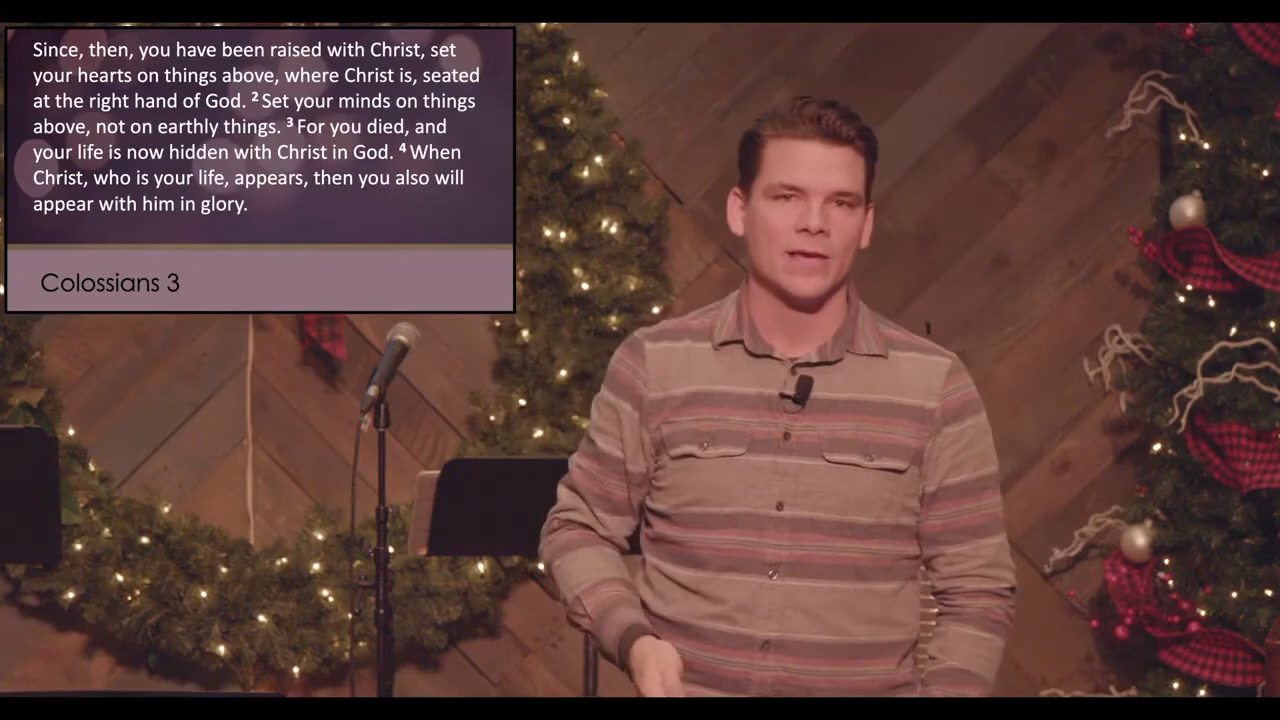 Since, then, you have been raised with Christ, set
your hearts on things above, where Christ is, seated
at the right hand of God. ² Set your minds on things
above, not on earthly things. ³ For you died, and
your life is now hidden with Christ in God. ⁴ When
Christ, who is your life, appears, then you also will
appear with him in glory.
Colossians 3